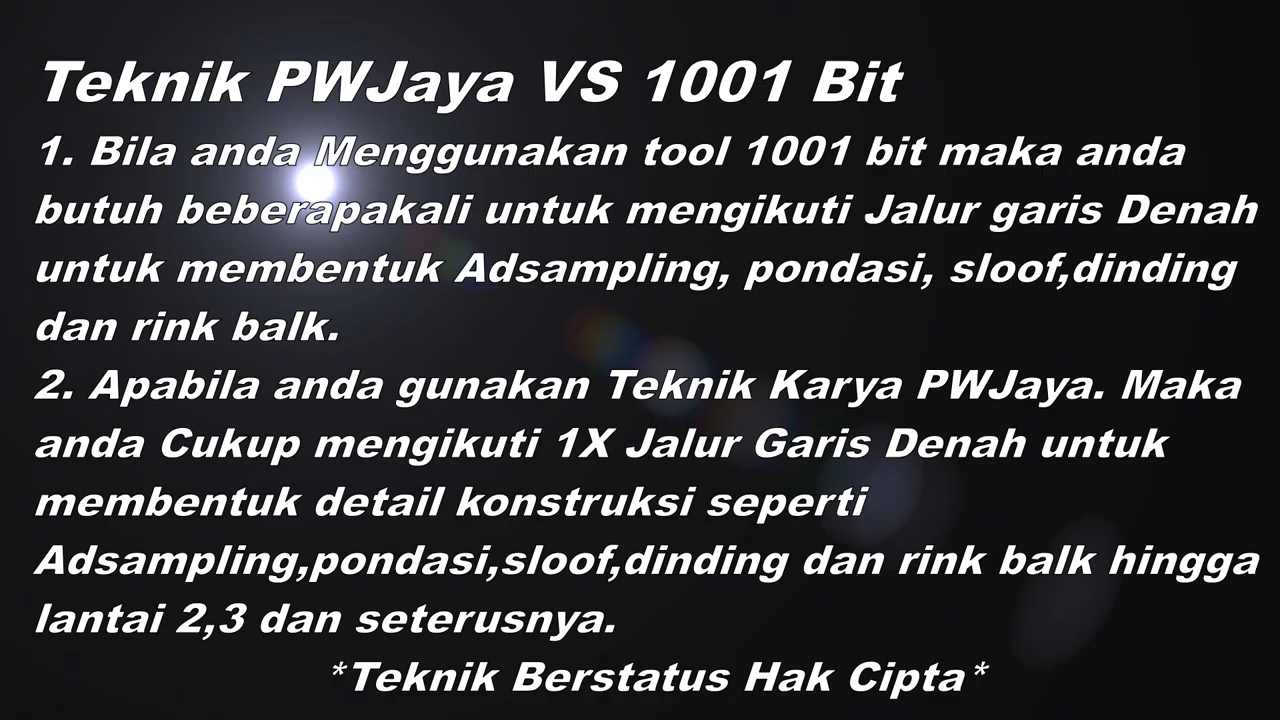 Teknik PWJaya VS 1001 Bit
1. Bila anda Menggunakan tool 1001 bit maka anda
butuh beberapakali untuk mengikuti Jalur garis Denah
untuk membentuk Adsampling, pondasi, sloof,dinding
dan rink balk.
2. Apabila anda gunakan Teknik Karya PWJaya. Maka
anda Cukup mengikuti 1X Jalur Garis Denah untuk
membentuk detail konstruksi seperti
Adsampling,pondasi,sloof,dinding dan rink balk hingga
lantai 2,3 dan seterusnya.
*Teknik Berstatus Hak Cipta*